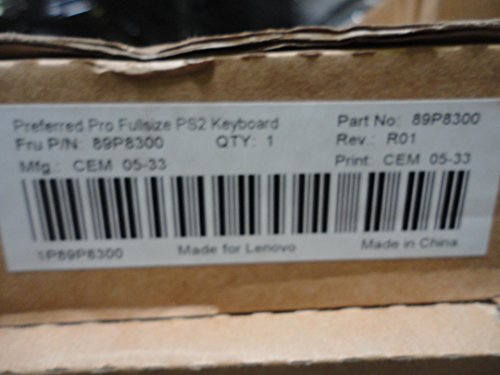 Preferred Pro Fullsize PS2 Keyboard Part No: 89P8300
Fru P/N: 89P8300 QTY: 1 Rev.: R01
Mfg.: CEM 05-33 Print: CEM 05-33
1P89P8300 Made for Lenovo Made in China